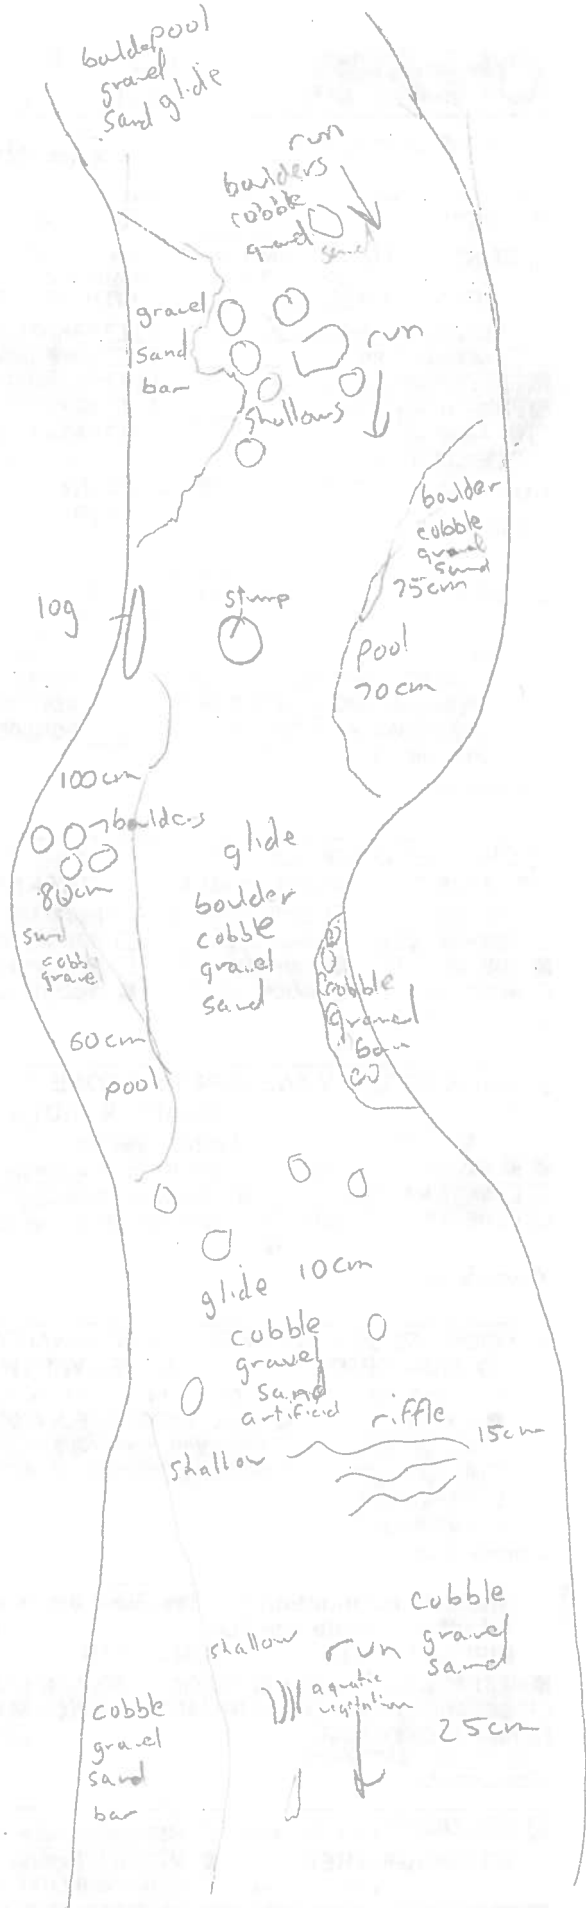 boulder pool
gravel
sand glide
run
boulders
cobble
gravel sand
gravel
sand
bar
run
shallows
boulder
cobble
gravel
sand
75cm
log
stump
pool
70cm
100cm
boulders
80cm
sand
cobble
gravel
60cm
pool
glide
boulder
cobble
gravel
sand
cobble
gravel
bar
glide 10cm
cobble
gravel
sand
artificial
riffle
15cm
shallow
cobble
gravel
sand
shallow
run
aquatic
vegitation
25cm
cobble
gravel
sand
bar